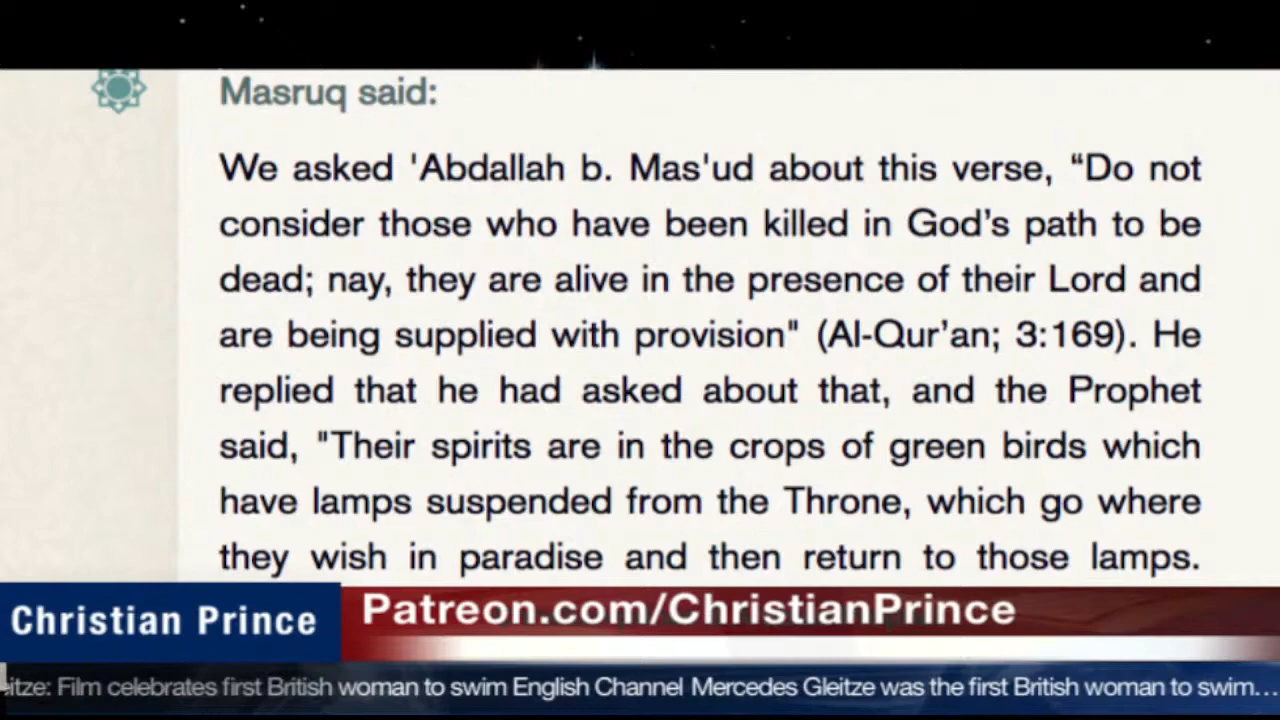 Masruq said:
We asked 'Abdallah b. Mas'ud about this verse, “Do not
consider those who have been killed in God’s path to be
dead; nay, they are alive in the presence of their Lord and
are being supplied with provision" (Al-Qur’an; 3:169). He
replied that he had asked about that, and the Prophet
said, "Their spirits are in the crops of green birds which
have lamps suspended from the Throne, which go where
they wish in paradise and then return to those lamps.
Christian Prince
Patreon.com/ChristianPrince
eitze: Film celebrates first British woman to swim English Channel Mercedes Gleitze was the first British woman to swim...